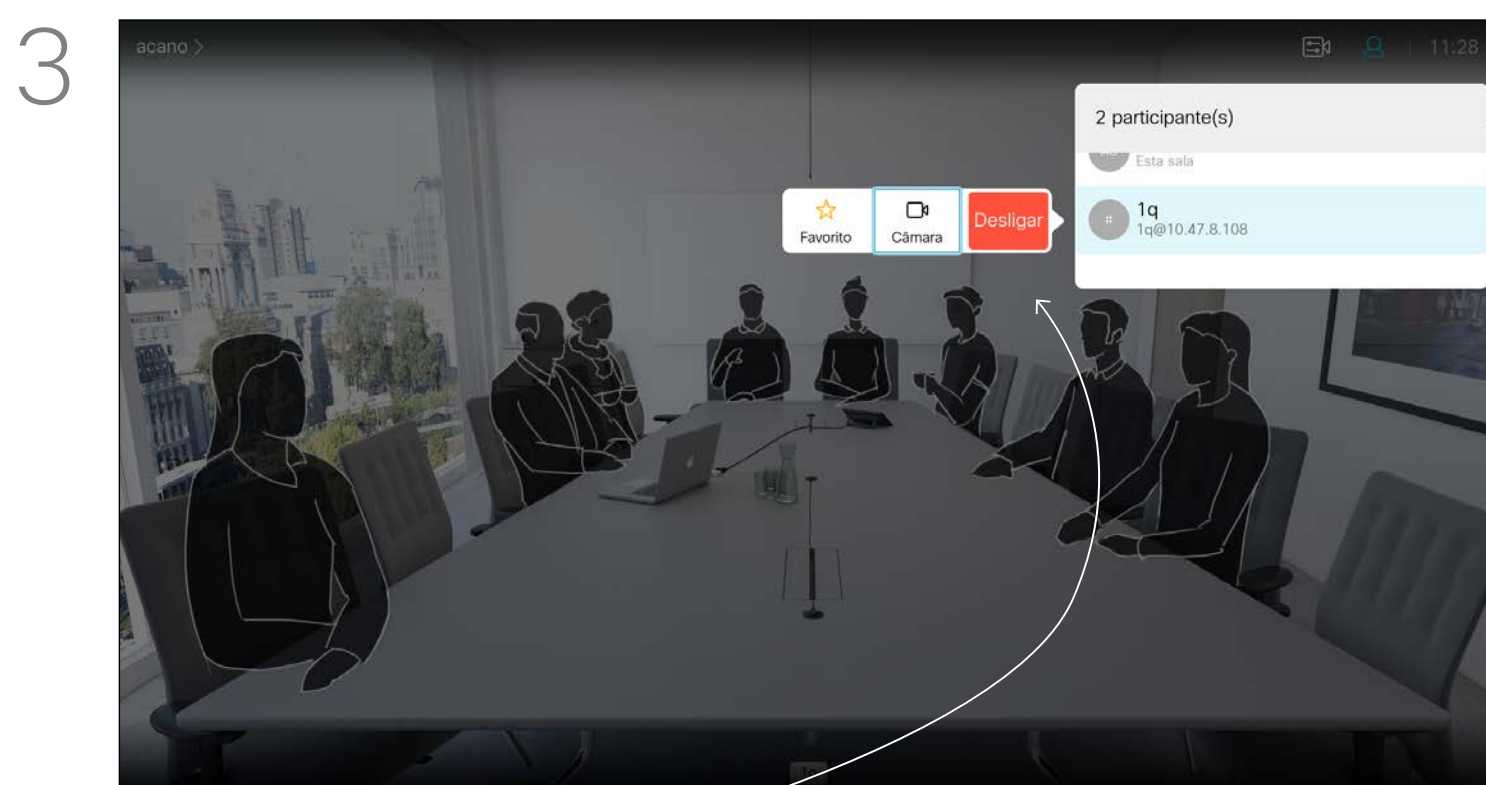 3
acano >
11:28
2 participante(s)
Esta sala
1q
1q@10.47.8.108
#
Favorito
Câmara
Desligar